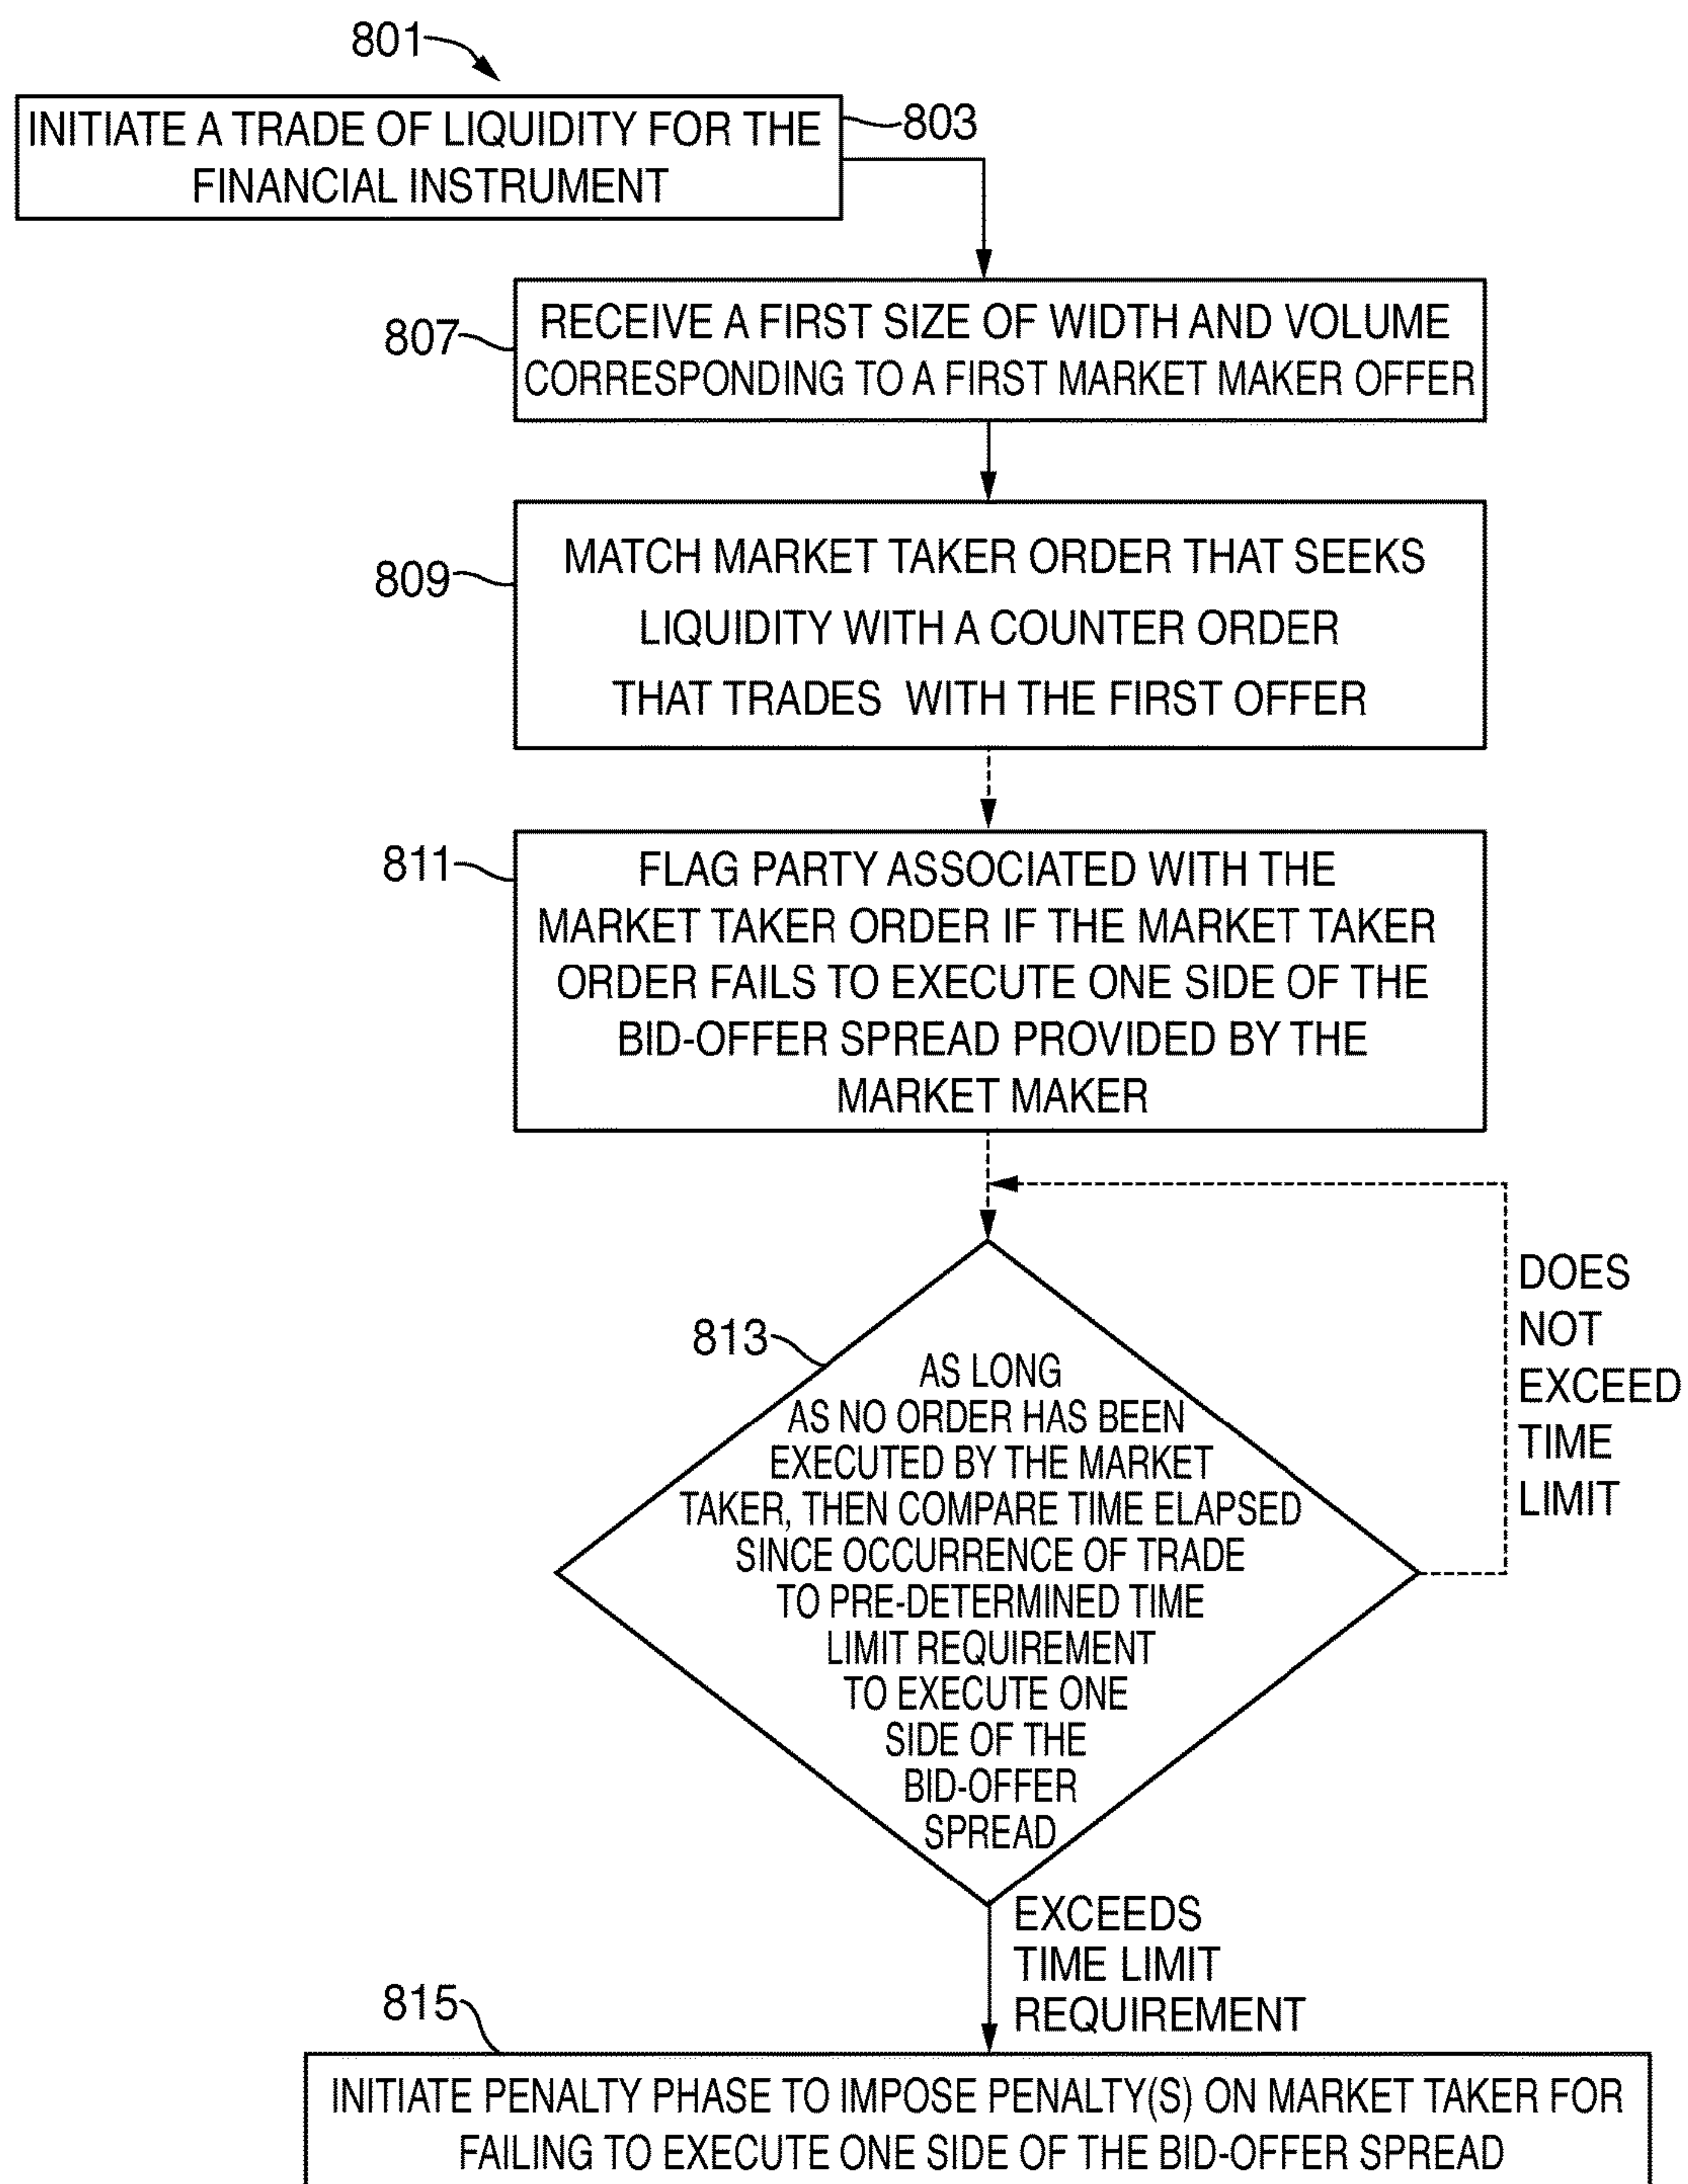 801
INITIATE A TRADE OF LIQUIDITY FOR THE
FINANCIAL INSTRUMENT
803
807
RECEIVE A FIRST SIZE OF WIDTH AND VOLUME
CORRESPONDING TO A FIRST MARKET MAKER OFFER
809
MATCH MARKET TAKER ORDER THAT SEEKS
LIQUIDITY WITH A COUNTER ORDER
THAT TRADES WITH THE FIRST OFFER
811
FLAG PARTY ASSOCIATED WITH THE
MARKET TAKER ORDER IF THE MARKET TAKER
ORDER FAILS TO EXECUTE ONE SIDE OF THE
BID-OFFER SPREAD PROVIDED BY THE
MARKET MAKER
813
AS LONG
AS NO ORDER HAS BEEN
EXECUTED BY THE MARKET
TAKER, THEN COMPARE TIME ELAPSED
SINCE OCCURRENCE OF TRADE
TO PRE-DETERMINED TIME
LIMIT REQUIREMENT
TO EXECUTE ONE
SIDE OF THE
BID-OFFER
SPREAD
DOES
NOT
EXCEED
TIME
LIMIT
EXCEEDS
TIME LIMIT
REQUIREMENT
815
INITIATE PENALTY PHASE TO IMPOSE PENALTY(S) ON MARKET TAKER FOR
FAILING TO EXECUTE ONE SIDE OF THE BID-OFFER SPREAD